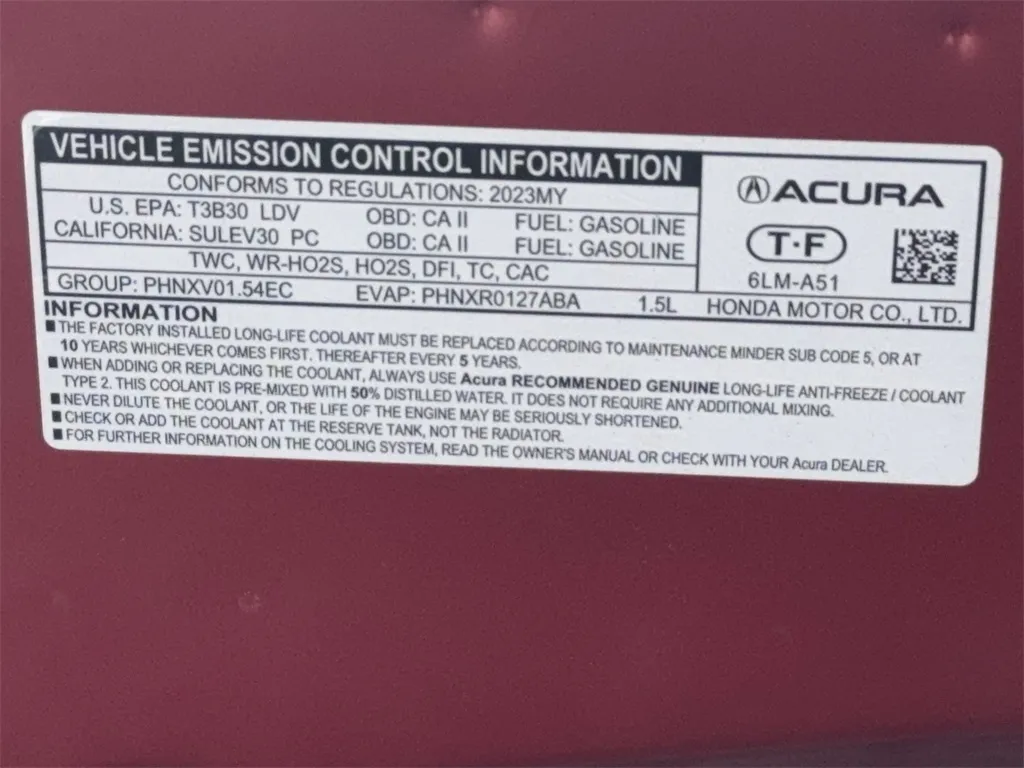 VEHICLE EMISSION CONTROL INFORMATION
CONFORMS TO REGULATIONS: 2023MY
U.S. EPA: T3B30 LDV OBD: CA II FUEL: GASOLINE
CALIFORNIA: SULEV30 PC OBD: CA II FUEL: GASOLINE
TWC, WR-HO2S, HO2S, DFI, TC, CAC
GROUP: PHNXV01.54EC EVAP: PHNXR0127ABA 1.5L
ACURA
T·F
6LM-A51
HONDA MOTOR CO., LTD.
INFORMATION
■ THE FACTORY INSTALLED LONG-LIFE COOLANT MUST BE REPLACED ACCORDING TO MAINTENANCE MINDER SUB CODE 5, OR AT
10 YEARS WHICHEVER COMES FIRST. THEREAFTER EVERY 5 YEARS.
■ WHEN ADDING OR REPLACING THE COOLANT, ALWAYS USE Acura RECOMMENDED GENUINE LONG-LIFE ANTI-FREEZE / COOLANT
TYPE 2. THIS COOLANT IS PRE-MIXED WITH 50% DISTILLED WATER. IT DOES NOT REQUIRE ANY ADDITIONAL MIXING.
■ NEVER DILUTE THE COOLANT, OR THE LIFE OF THE ENGINE MAY BE SERIOUSLY SHORTENED.
■ CHECK OR ADD THE COOLANT AT THE RESERVE TANK, NOT THE RADIATOR.
■ FOR FURTHER INFORMATION ON THE COOLING SYSTEM, READ THE OWNER'S MANUAL OR CHECK WITH YOUR Acura DEALER.